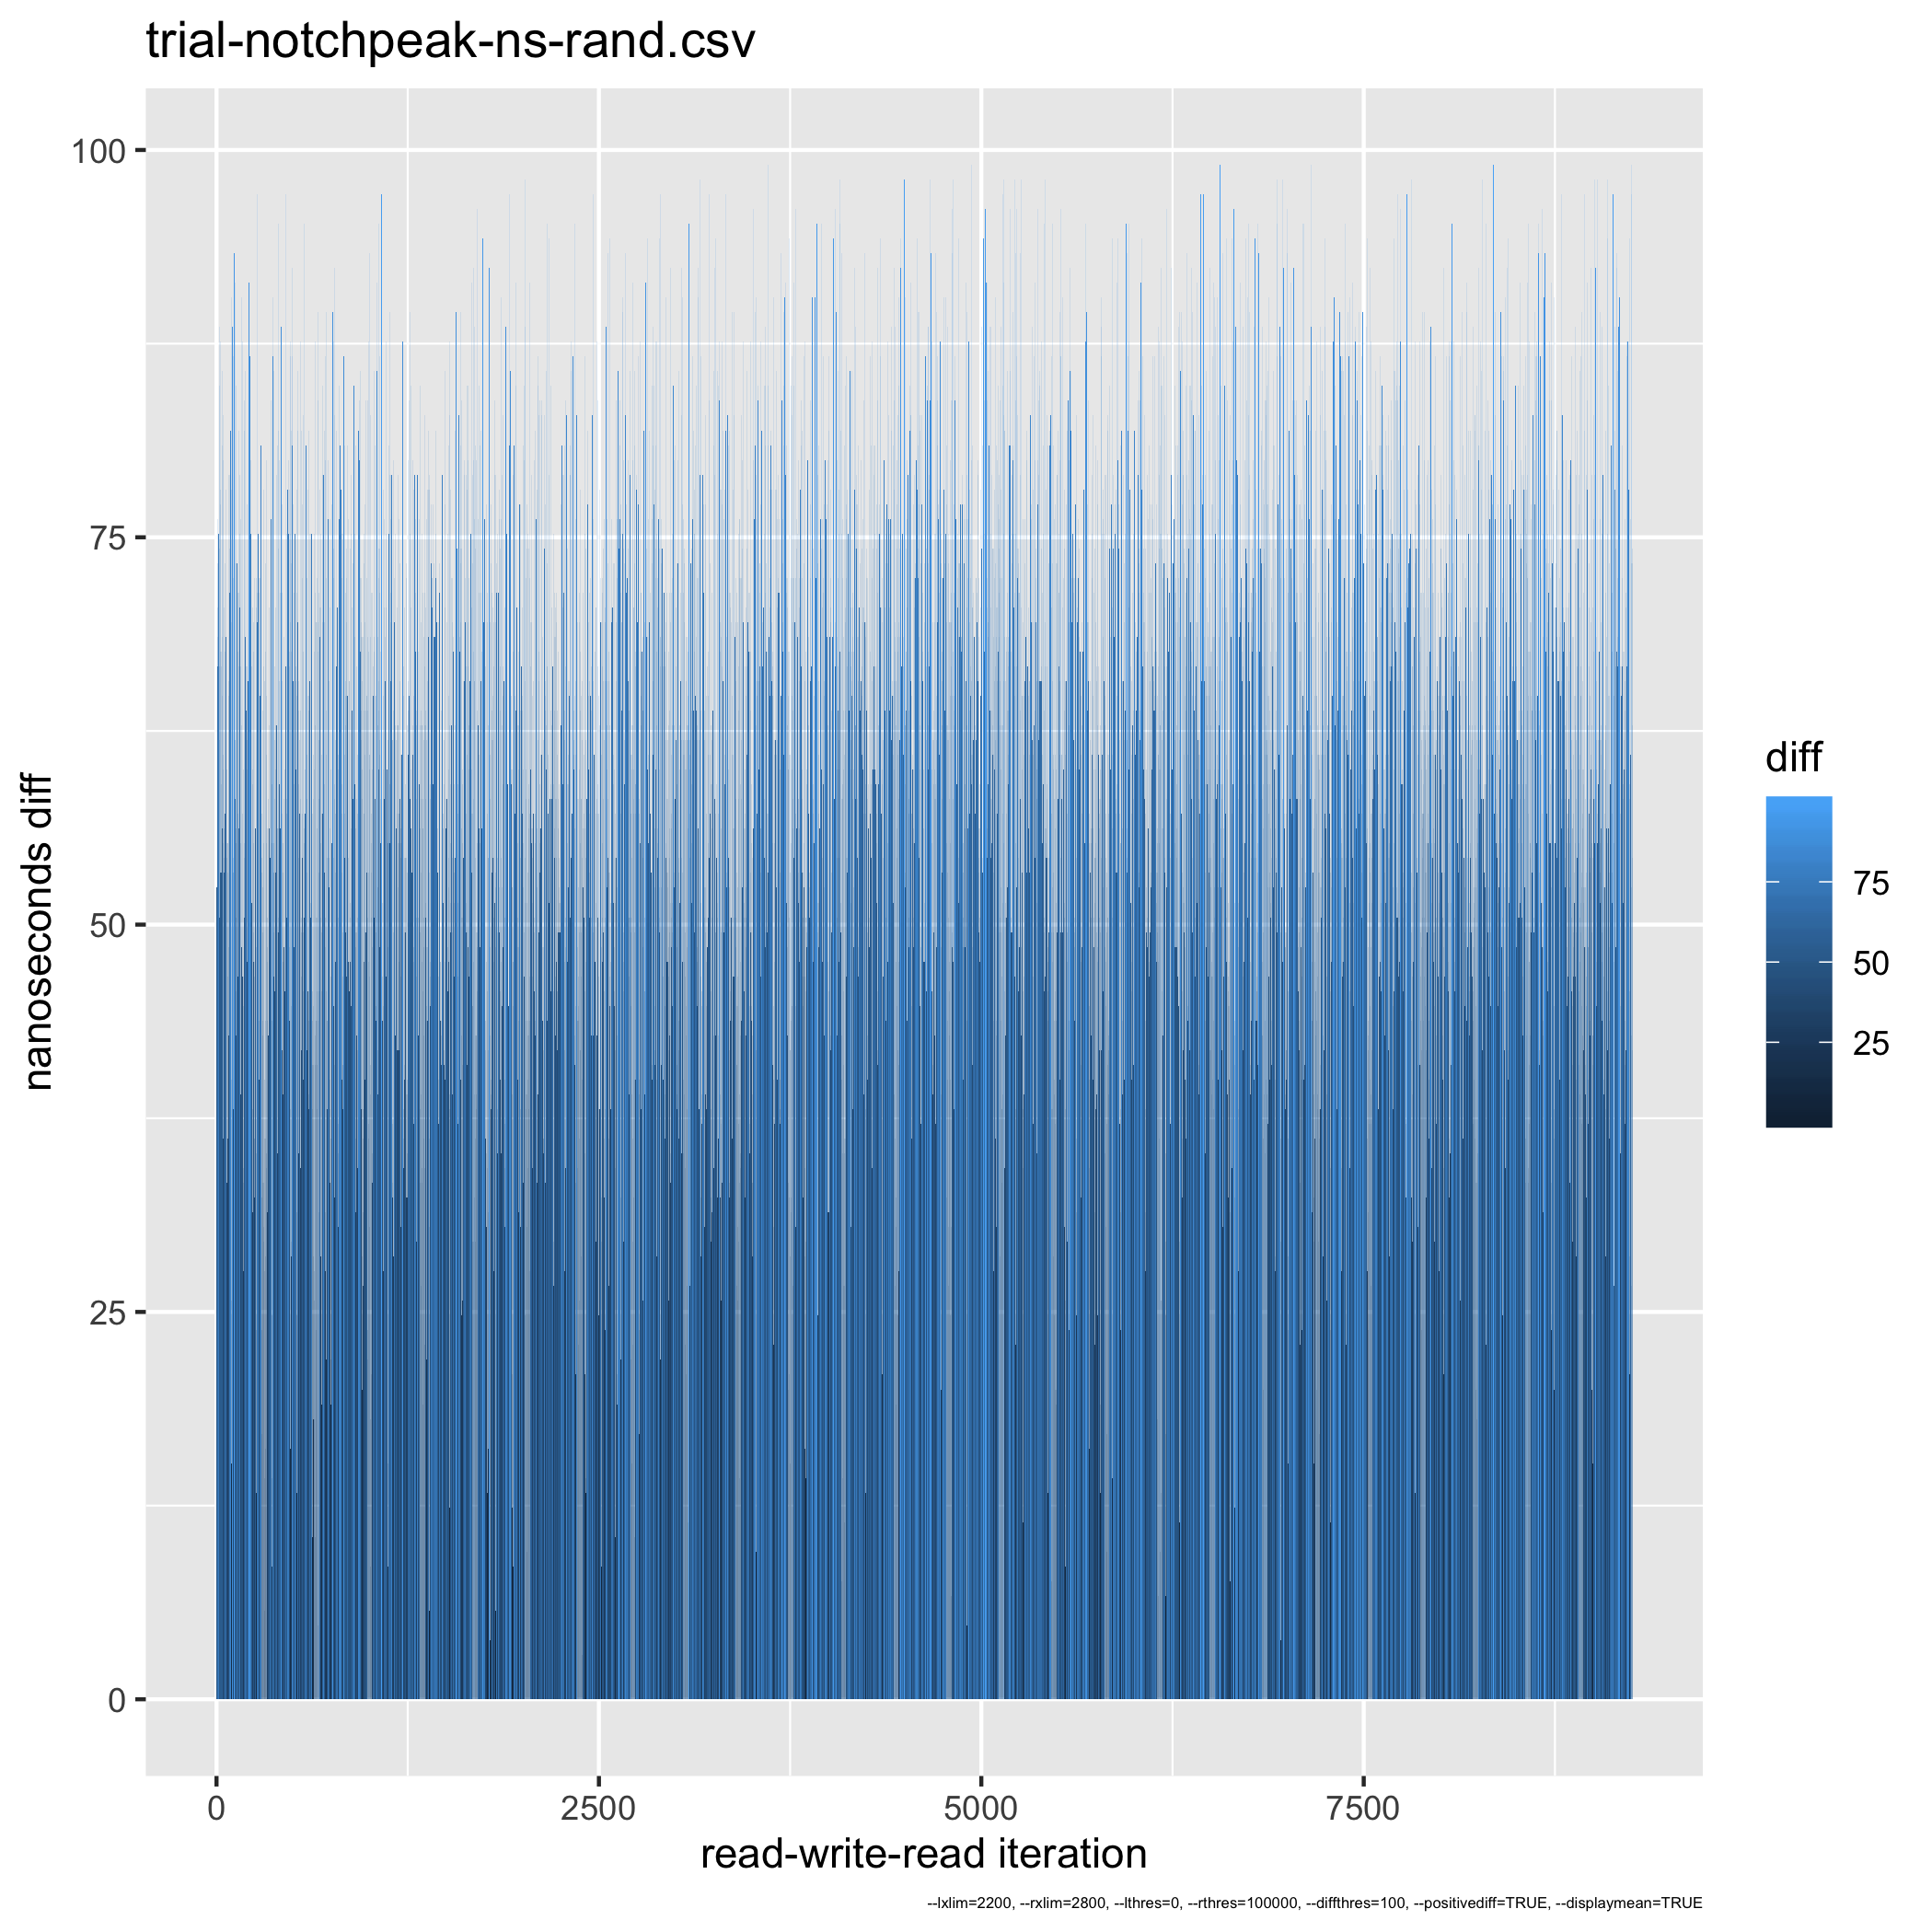 trial-notchpeak-ns-rand.csv
100
75
50
25
0
nanoseconds diff
0 2500 5000 7500
read-write-read iteration
diff
75
50
25
--lxlim=2200, --rxlim=2800, --lthres=0, --rthres=100000, --diffthres=100, --positivediff=TRUE, --displaymean=TRUE